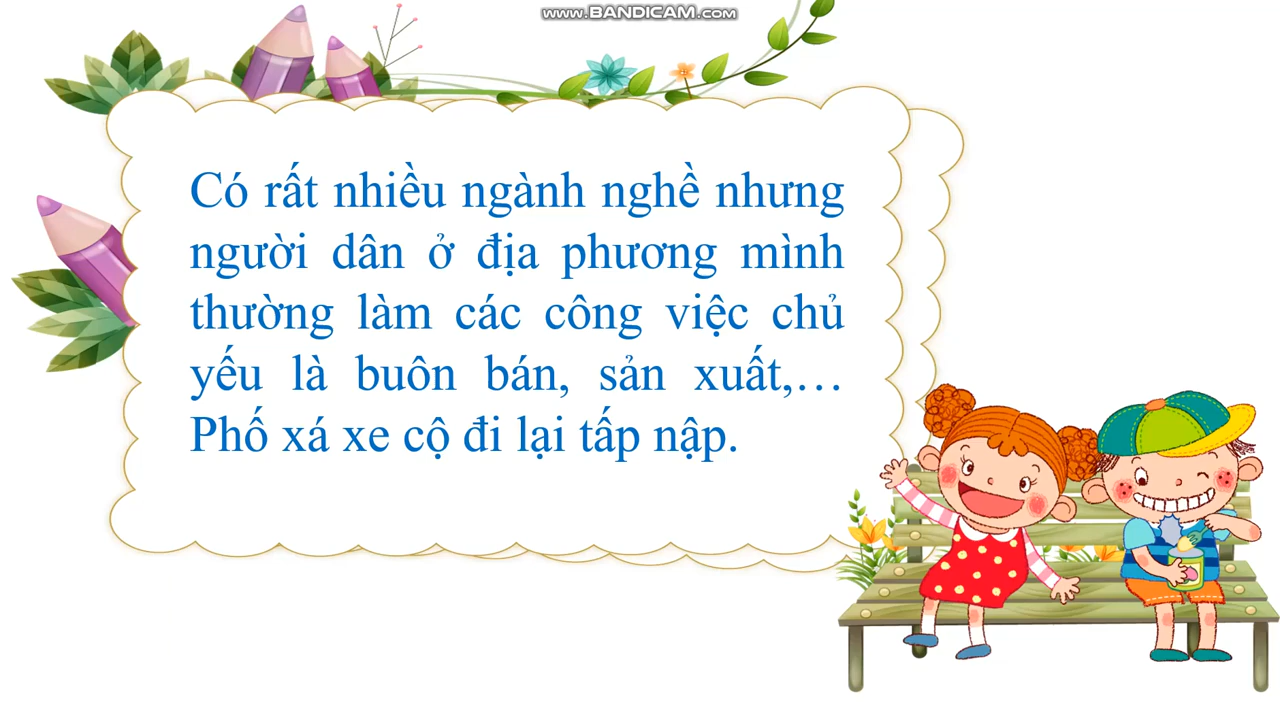 www.BANDICAM.com
Có rất nhiều ngành nghề nhưng
người dân ở địa phương mình
thường làm các công việc chủ
yếu là buôn bán, sản xuất,...
Phố xá xe cộ đi lại tấp nập.